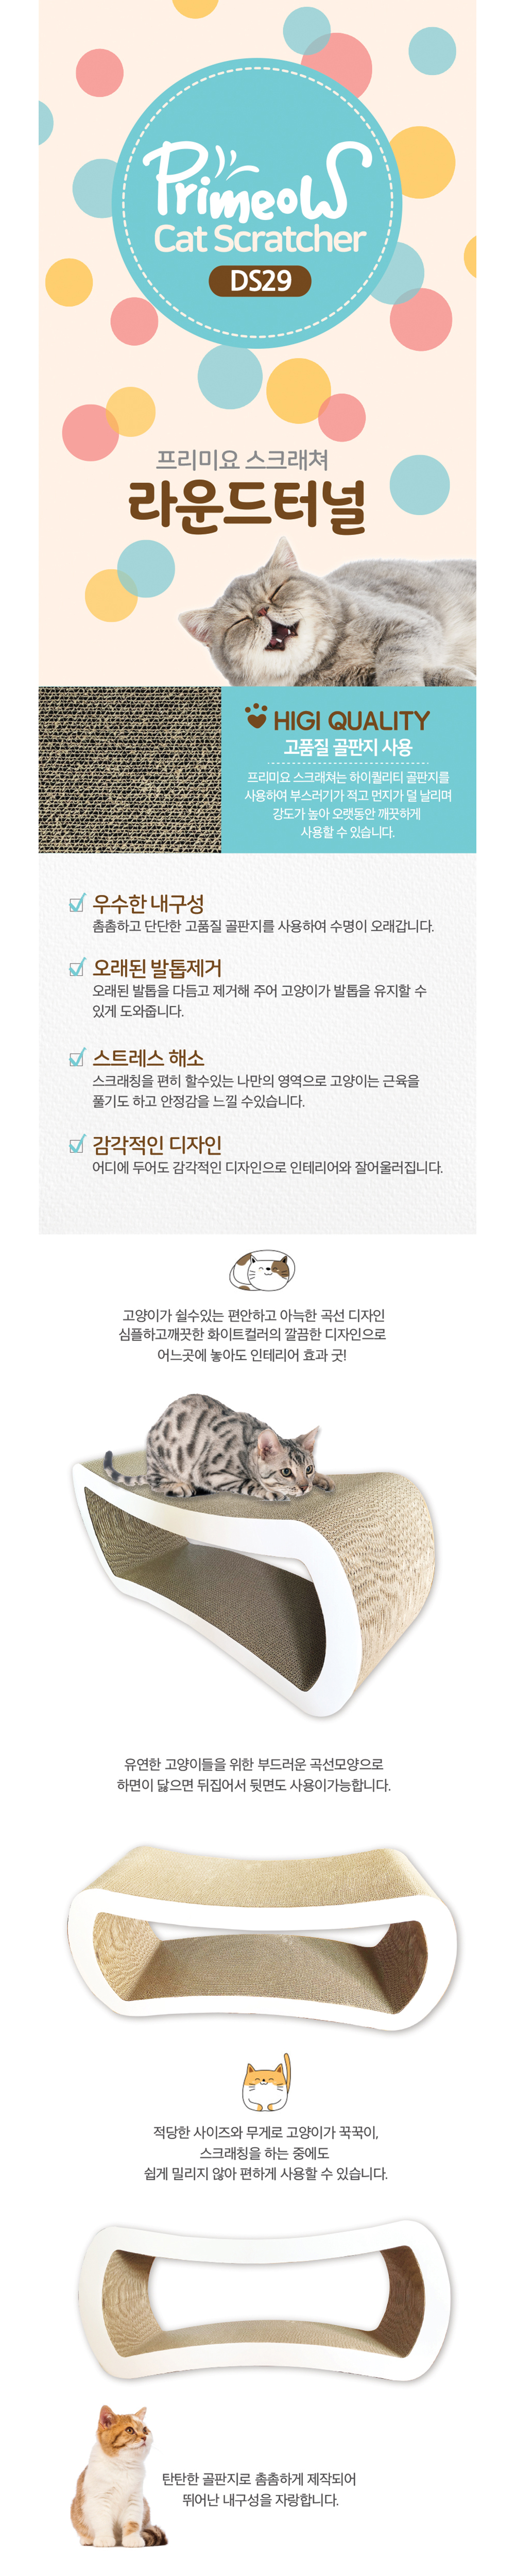 Primeow
Cat Scratcher
DS29
프리미요 스크래쳐
라운드터널
HIGI QUALITY
고품질 골판지 사용
프리미요 스크래쳐는 하이퀄리티 골판지를
사용하여 부스러기가 적고 먼지가 덜 날리며
강도가 높아 오랫동안 깨끗하게
사용할 수 있습니다.
우수한 내구성
촘촘하고 단단한 고품질 골판지를 사용하여 수명이 오래갑니다.
오래된 발톱제거
오래된 발톱을 다듬고 제거해 주어 고양이가 발톱을 유지할 수
있게 도와줍니다.
스트레스 해소
스크래칭을 편히 할수있는 나만의 영역으로 고양이는 근육을
풀기도 하고 안정감을 느낄 수있습니다.
감각적인 디자인
어디에 두어도 감각적인 디자인으로 인테리어와 잘어울러집니다.
고양이가 쉴수있는 편안하고 아늑한 곡선 디자인
심플하고깨끗한 화이트컬러의 깔끔한 디자인으로
어느곳에 놓아도 인테리어 효과 굿!
유연한 고양이들을 위한 부드러운 곡선모양으로
하면이 닳으면 뒤집어서 뒷면도 사용이가능합니다.
적당한 사이즈와 무게로 고양이가 꾹꾹이,
스크래칭을 하는 중에도
쉽게 밀리지 않아 편하게 사용할 수 있습니다.
탄탄한 골판지로 촘촘하게 제작되어
뛰어난 내구성을 자랑합니다.